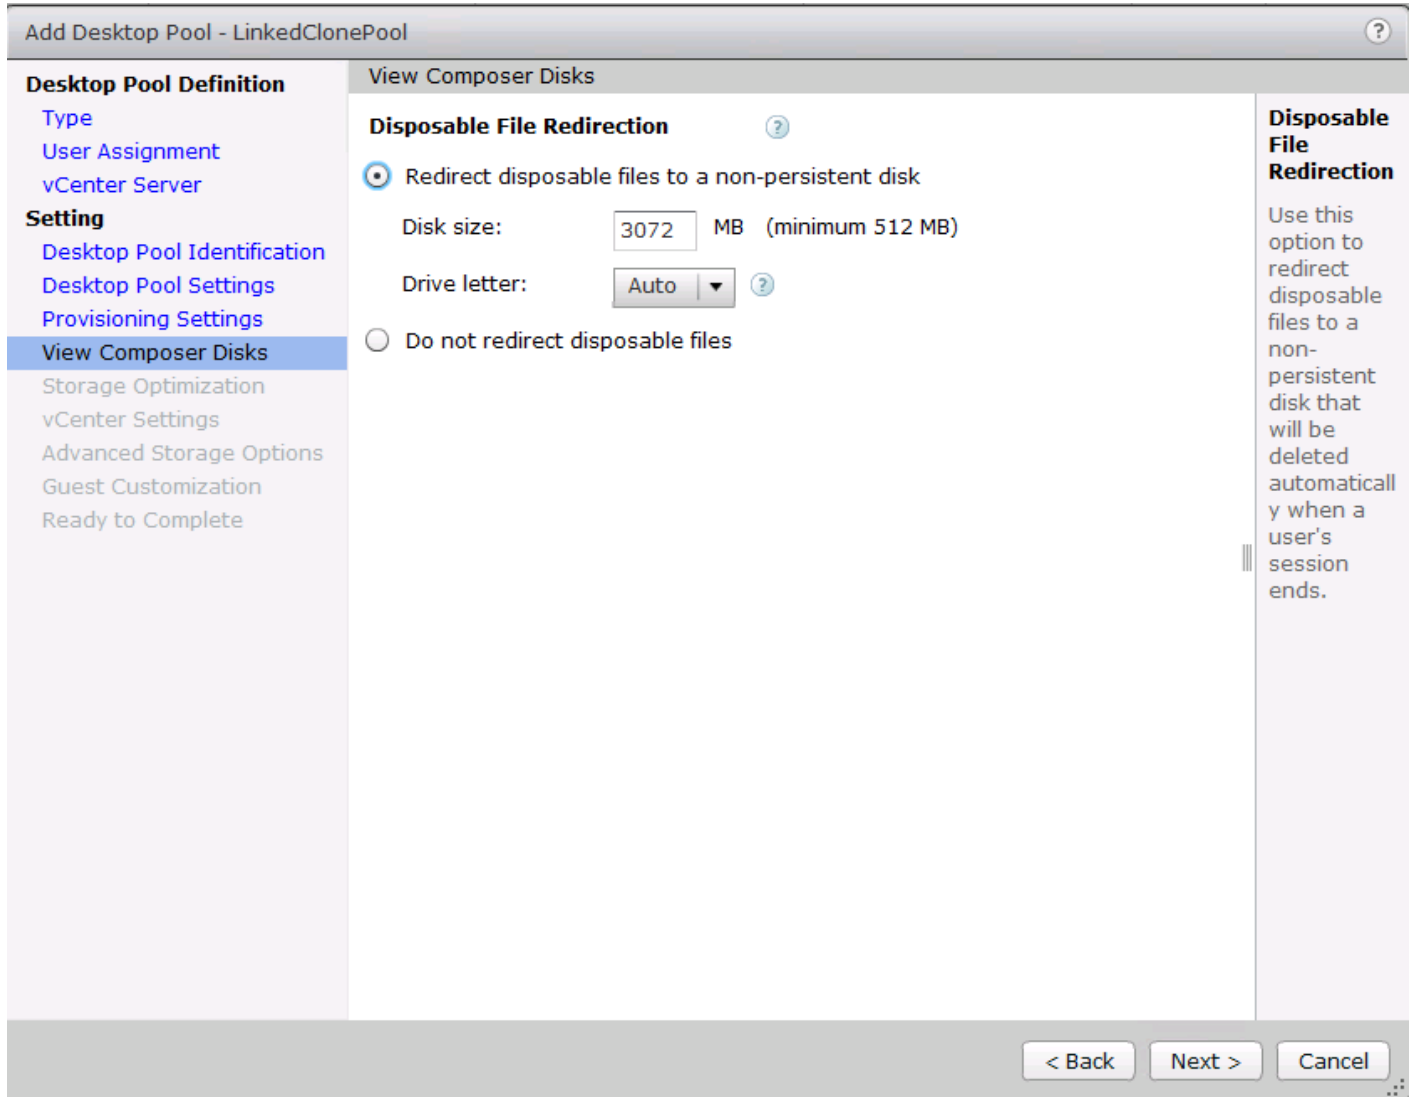 Add Desktop Pool - LinkedClonePool
?
Desktop Pool Definition
Type
User Assignment
vCenter Server
Setting
Desktop Pool Identification
Desktop Pool Settings
Provisioning Settings
View Composer Disks
Storage Optimization
vCenter Settings
Advanced Storage Options
Guest Customization
Ready to Complete
View Composer Disks
Disposable File Redirection ?
Redirect disposable files to a non-persistent disk
Disk size: 3072 MB (minimum 512 MB)
Drive letter: Auto ?
Do not redirect disposable files
Disposable
File
Redirection
Use this
option to
redirect
disposable
files to a
non-
persistent
disk that
will be
deleted
automaticall
y when a
user's
session
ends.
< Back Next > Cancel